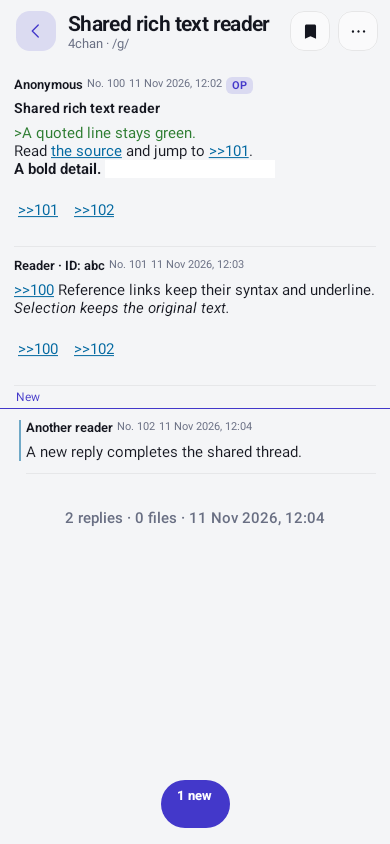 Shared rich text reader
4chan · /g/
Anonymous No. 100 11 Nov 2026, 12:02 OP
Shared rich text reader
>A quoted line stays green.
Read the source and jump to >>101.
A bold detail.
>>101 >>102
Reader · ID: abc No. 101 11 Nov 2026, 12:03
>>100 Reference links keep their syntax and underline.
Selection keeps the original text.
>>100 >>102
New
Another reader No. 102 11 Nov 2026, 12:04
A new reply completes the shared thread.
2 replies · 0 files · 11 Nov 2026, 12:04
1 new